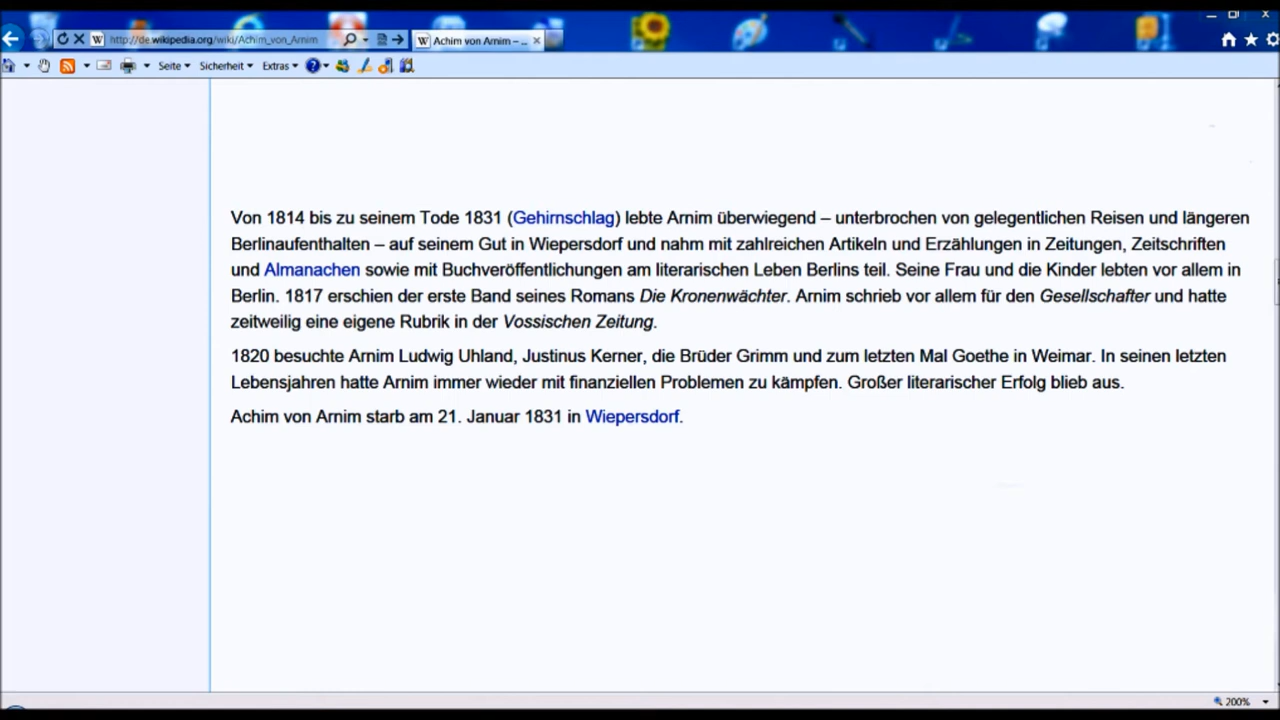 http://de.wikipedia.org/wiki/Achim_von_Arnim
Achim von Arnim – ...
Seite Sicherheit Extras
Von 1814 bis zu seinem Tode 1831 (Gehirnschlag) lebte Arnim überwiegend – unterbrochen von gelegentlichen Reisen und längeren
Berlinaufenthalten – auf seinem Gut in Wiepersdorf und nahm mit zahlreichen Artikeln und Erzählungen in Zeitungen, Zeitschriften
und Almanachen sowie mit Buchveröffentlichungen am literarischen Leben Berlins teil. Seine Frau und die Kinder lebten vor allem in
Berlin. 1817 erschien der erste Band seines Romans Die Kronenwächter. Arnim schrieb vor allem für den Gesellschafter und hatte
zeitweilig eine eigene Rubrik in der Vossischen Zeitung.
1820 besuchte Arnim Ludwig Uhland, Justinus Kerner, die Brüder Grimm und zum letzten Mal Goethe in Weimar. In seinen letzten
Lebensjahren hatte Arnim immer wieder mit finanziellen Problemen zu kämpfen. Großer literarischer Erfolg blieb aus.
Achim von Arnim starb am 21. Januar 1831 in Wiepersdorf.
200%